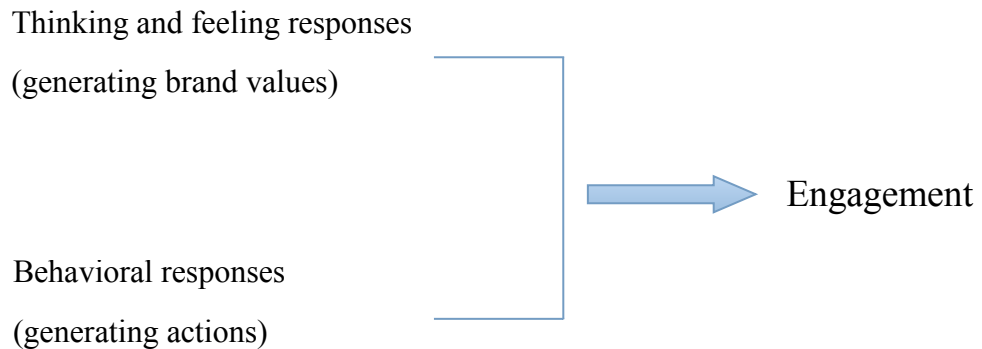 Thinking and feeling responses
(generating brand values)
Engagement
Behavioral responses
(generating actions)